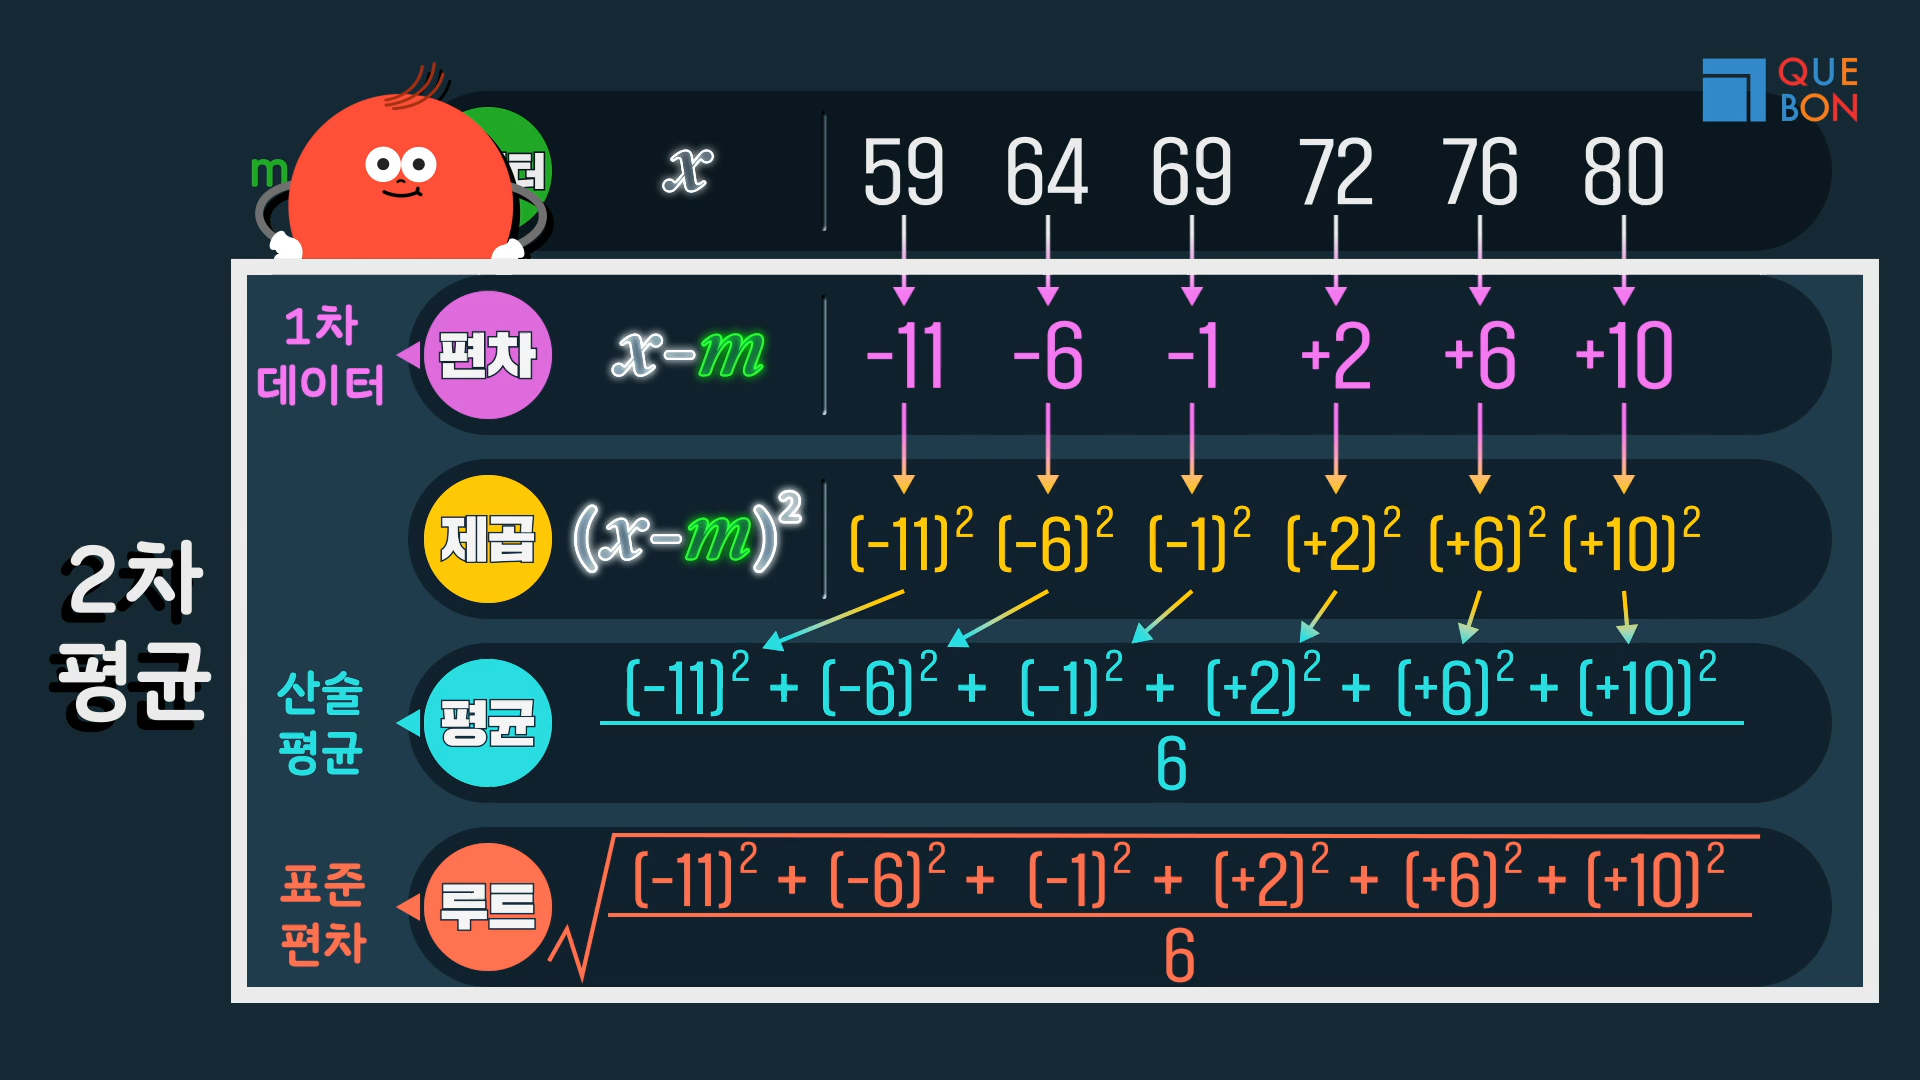 QUE
BON
m
터 x 59 64 69 72 76 80
1차
데이터
편차 x-m -11 -6 -1 +2 +6 +10
제곱 (x-m)² (-11)² (-6)² (-1)² (+2)² (+6)² (+10)²
2차
평균
산술
평균
평균 (-11)² + (-6)² + (-1)² + (+2)² + (+6)² + (+10)²
6
표준
편차
루트 √ (-11)² + (-6)² + (-1)² + (+2)² + (+6)² + (+10)²
6